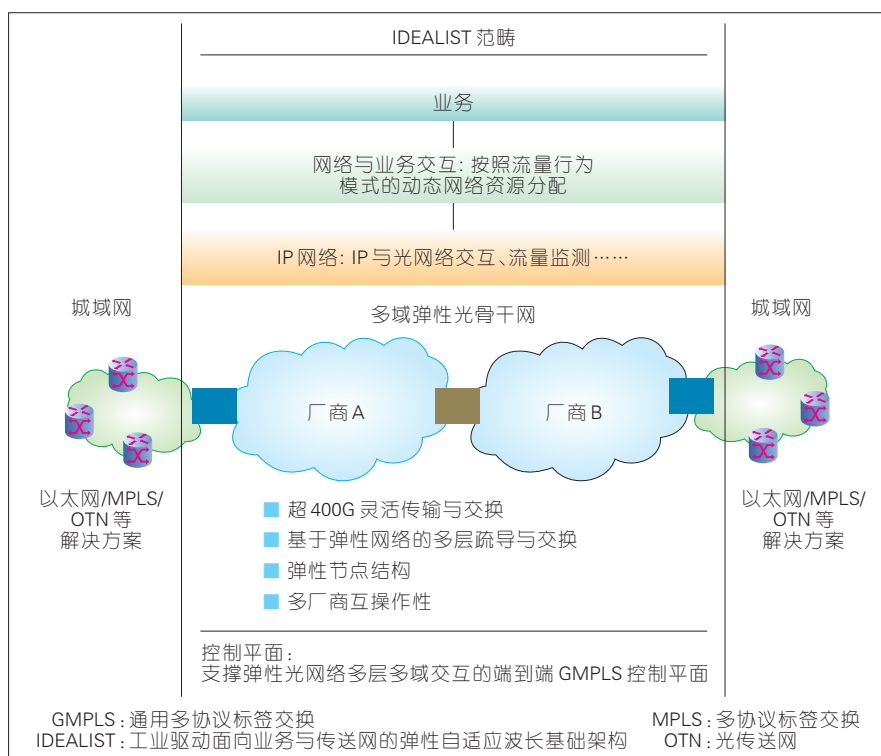 IDEALIST 范畴
业务
网络与业务交互：按照流量行为
模式的动态网络资源分配
IP 网络：IP 与光网络交互、流量监测……
城域网
多域弹性光骨干网
城域网
厂商 A
厂商 B
以太网/MPLS/
OTN 等
解决方案
以太网/MPLS/
OTN 等
解决方案
超 400G 灵活传输与交换
基于弹性网络的多层疏导与交换
弹性节点结构
多厂商互操作性
控制平面：
支撑弹性光网络多层多域交互的端到端 GMPLS 控制平面
GMPLS：通用多协议标签交换
MPLS：多协议标签交换
IDEALIST：工业驱动面向业务与传送网的弹性自适应波长基础架构
OTN：光传送网